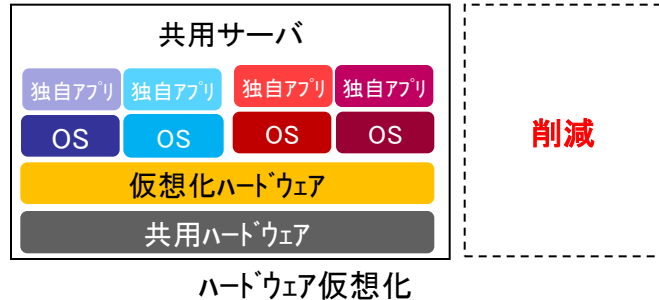 共用サーバ
独自アプリ 独自アプリ 独自アプリ 独自アプリ
OS OS OS OS
削減
仮想化ハードウェア
共用ハードウェア
ハードウェア仮想化